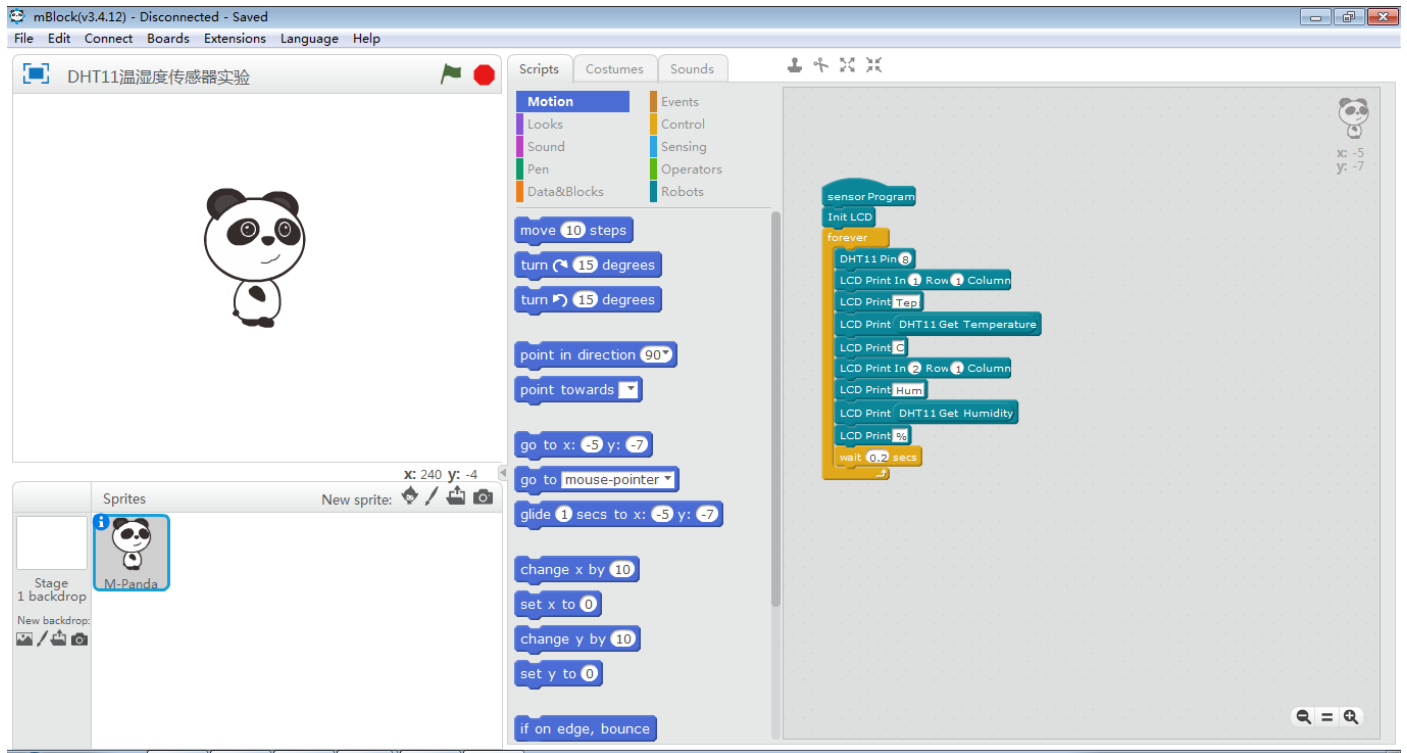 mBlock(v3.4.12) - Disconnected - Saved
File Edit Connect Boards Extensions Language Help
DHT11温湿度传感器实验
x: 240 y: -4
Sprites
New sprite:
M-Panda
Stage
1 backdrop
New backdrop:
Scripts Costumes Sounds
Motion Events
Looks Control
Sound Sensing
Pen Operators
Data&Blocks Robots
move 10 steps
turn 15 degrees
turn 15 degrees
point in direction 90
point towards
go to x: -5 y: -7
go to mouse-pointer
glide 1 secs to x: -5 y: -7
change x by 10
set x to 0
change y by 10
set y to 0
if on edge, bounce
x: -5
y: -7
sensor Program
Init LCD
forever
DHT11 Pin 8
LCD Print In 1 Row 1 Column
LCD Print Tep
LCD Print DHT11 Get Temperature
LCD Print C
LCD Print In 2 Row 1 Column
LCD Print Hum
LCD Print DHT11 Get Humidity
LCD Print %
wait 0.2 secs